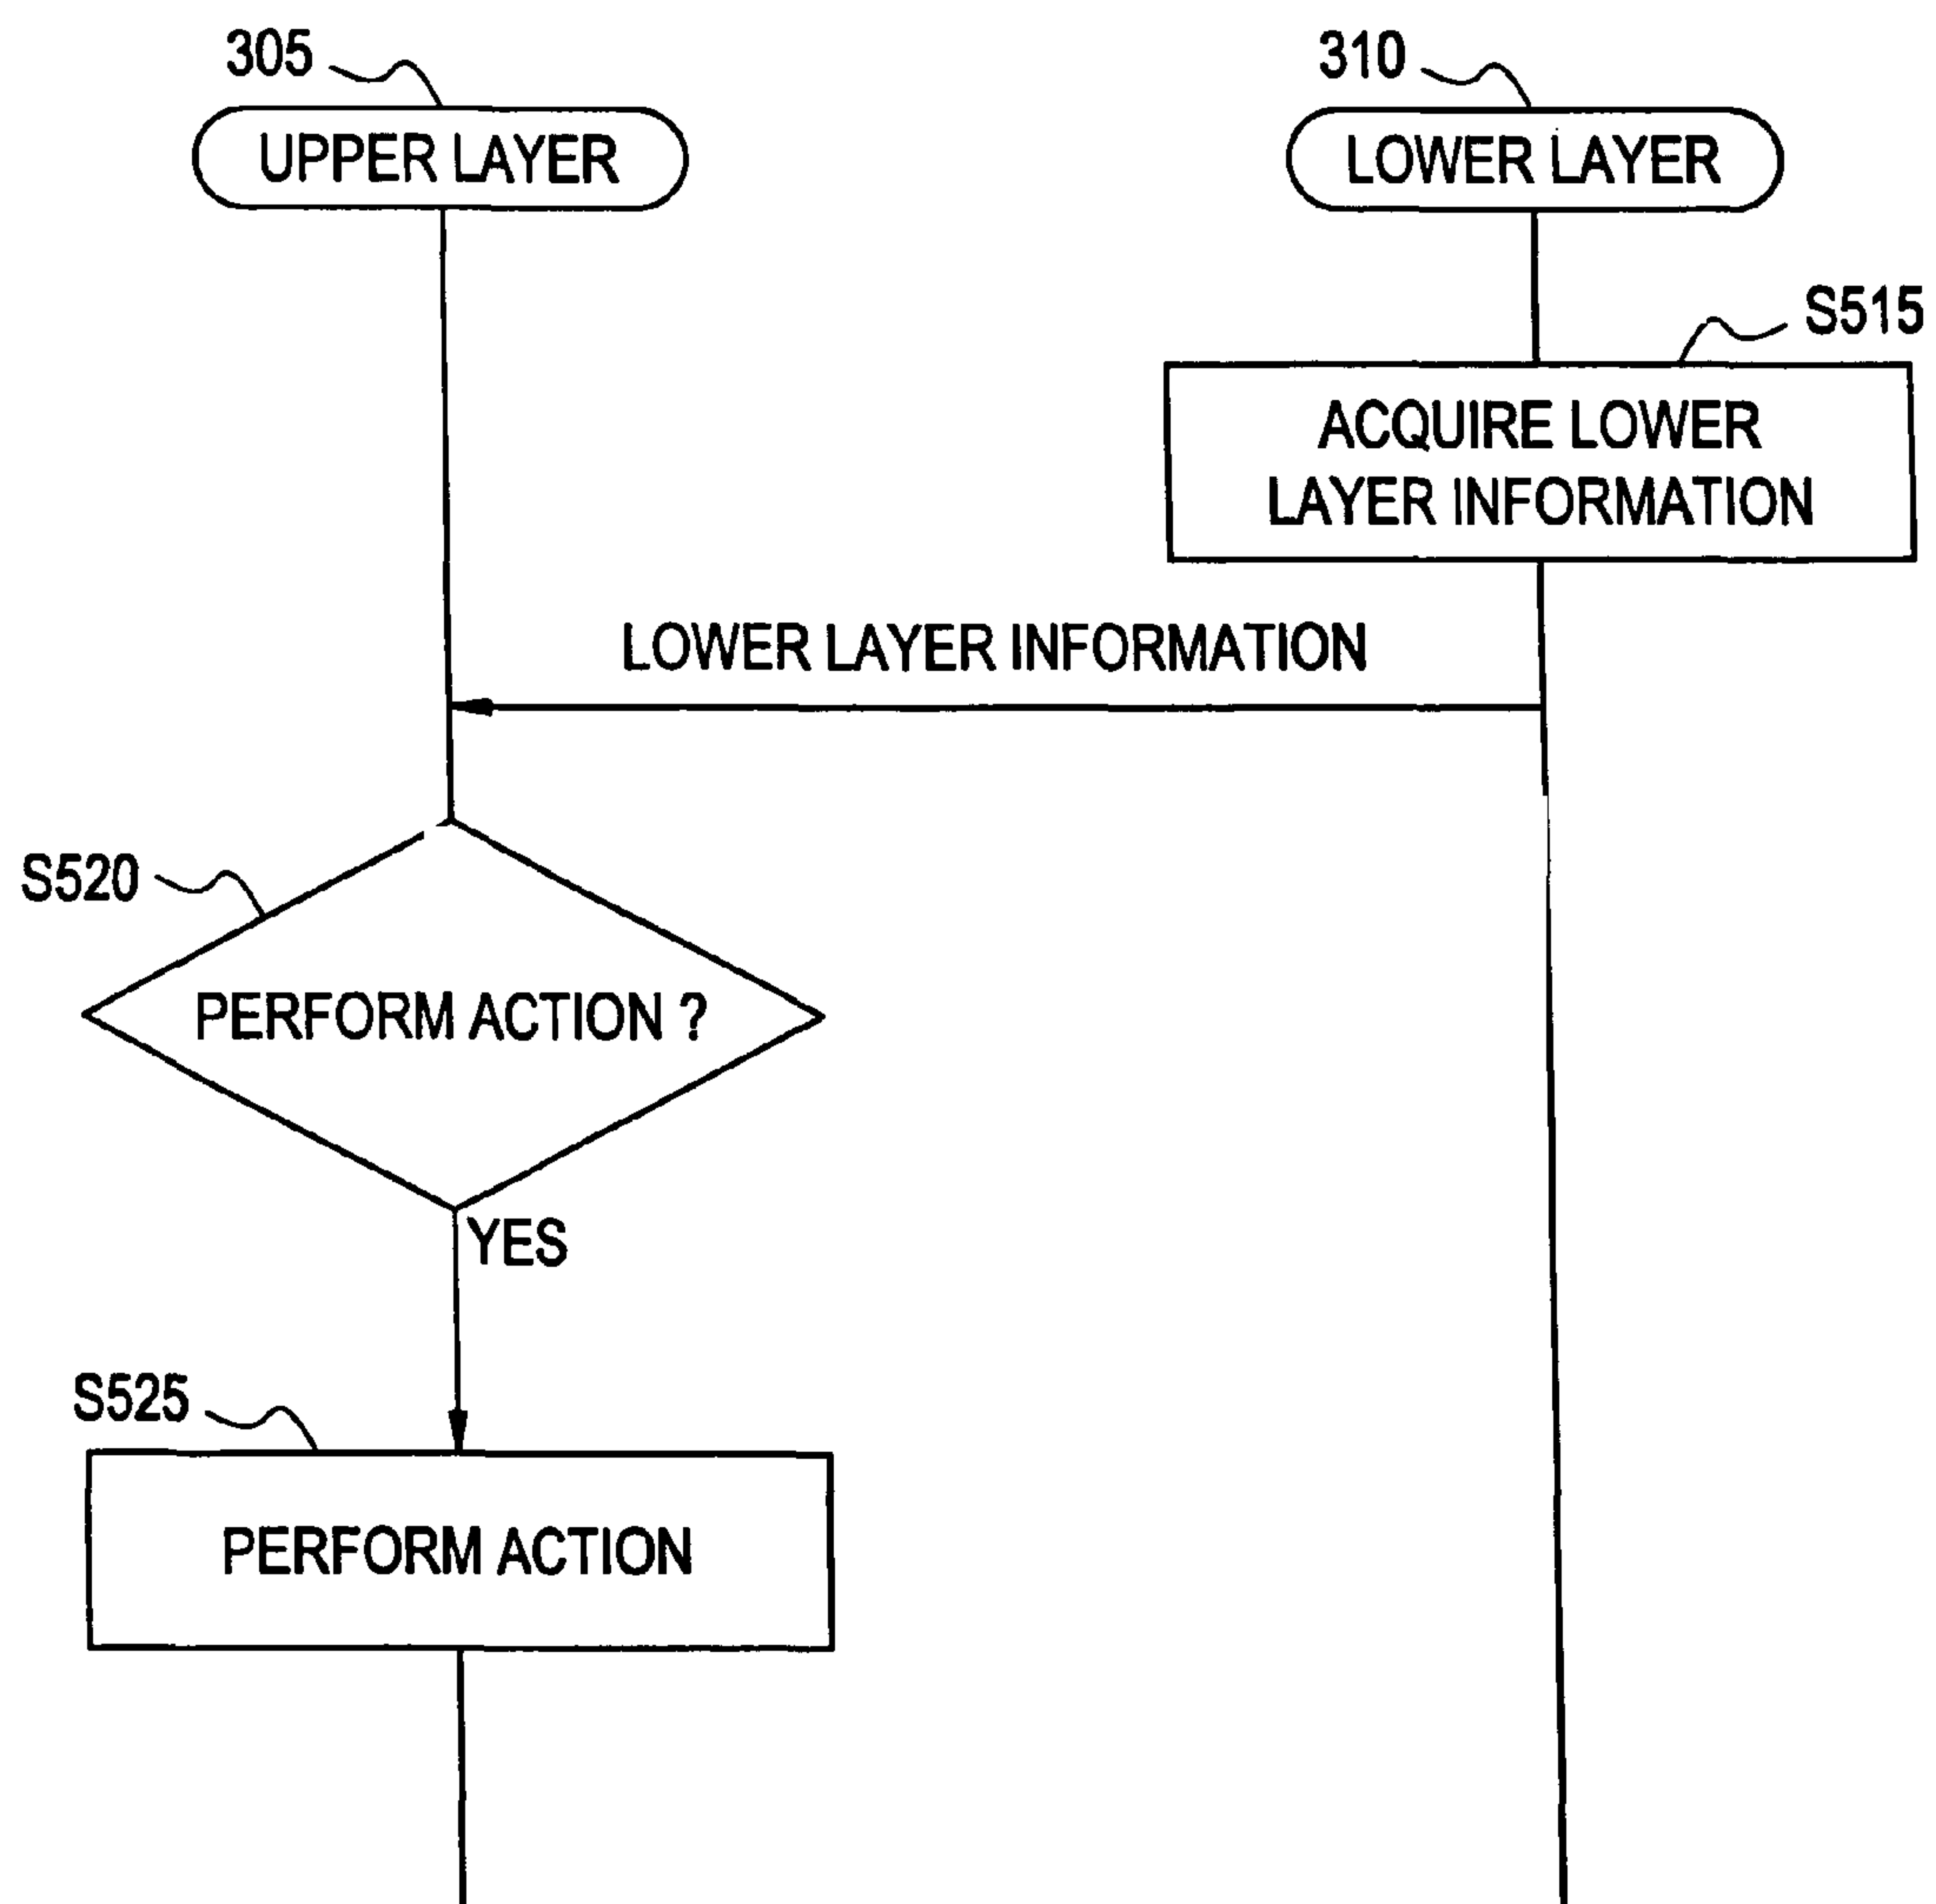 305
310
UPPER LAYER
LOWER LAYER
S515
ACQUIRE LOWER
LAYER INFORMATION
LOWER LAYER INFORMATION
S520
PERFORM ACTION ?
YES
S525
PERFORM ACTION